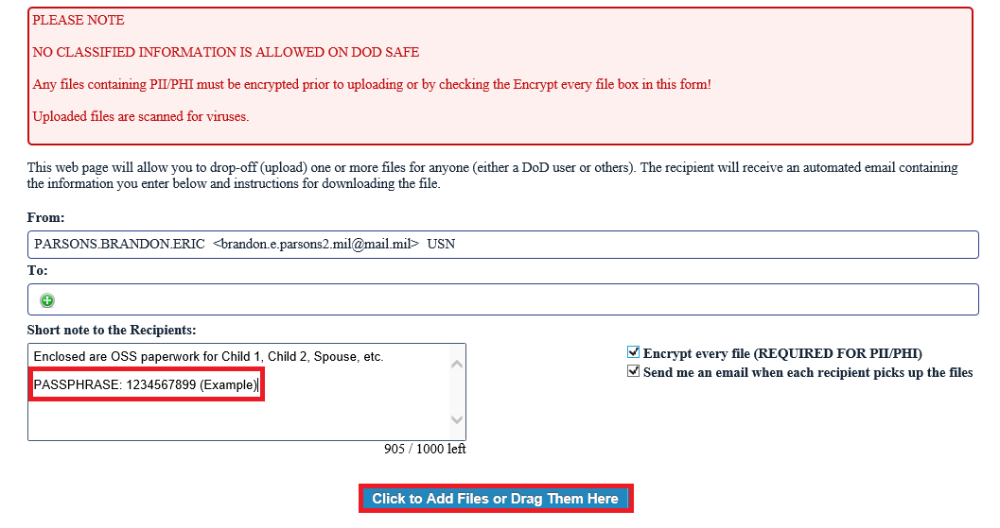 PLEASE NOTE
NO CLASSIFIED INFORMATION IS ALLOWED ON DOD SAFE
Any files containing PII/PHI must be encrypted prior to uploading or by checking the Encrypt every file box in this form!
Uploaded files are scanned for viruses.
This web page will allow you to drop-off (upload) one or more files for anyone (either a DoD user or others). The recipient will receive an automated email containing
the information you enter below and instructions for downloading the file.
From:
PARSONS.BRANDON.ERIC <brandon.e.parsons2.mil@mail.mil> USN
To:
Short note to the Recipients:
Enclosed are OSS paperwork for Child 1, Child 2, Spouse, etc.
PASSPHRASE: 1234567899 (Example)
905 / 1000 left
Encrypt every file (REQUIRED FOR PII/PHI)
Send me an email when each recipient picks up the files
Click to Add Files or Drag Them Here